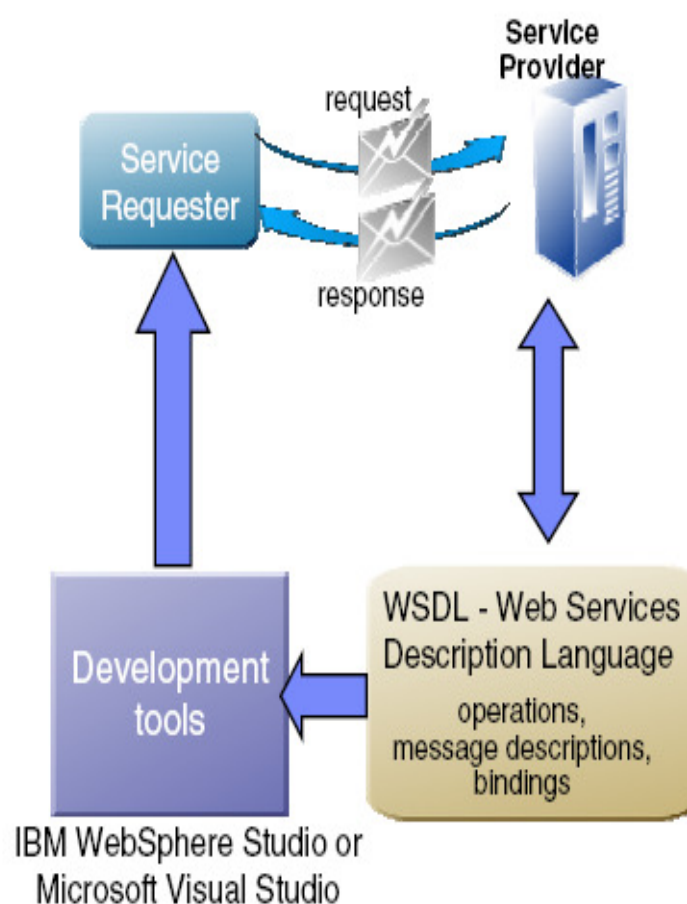 Service
Provider
request
Service
Requester
response
WSDL - Web Services
Description Language
operations,
message descriptions,
bindings
Development
tools
IBM WebSphere Studio or
Microsoft Visual Studio